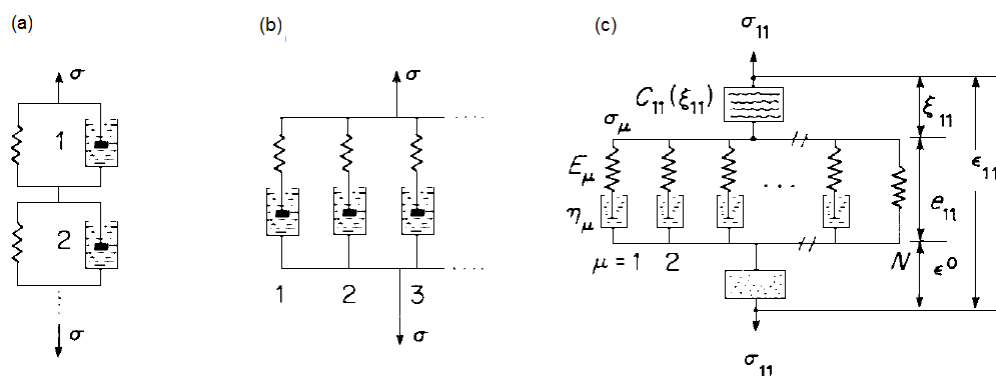 (a)
σ
1
2
σ
(b)
σ
1 2 3
σ
(c)
σ₁₁
C₁₁(ξ₁₁)
ξ₁₁
σμ
Eμ
ϵ₁₁
e₁₁
ημ
μ = 1 2 N
ϵ⁰
σ₁₁